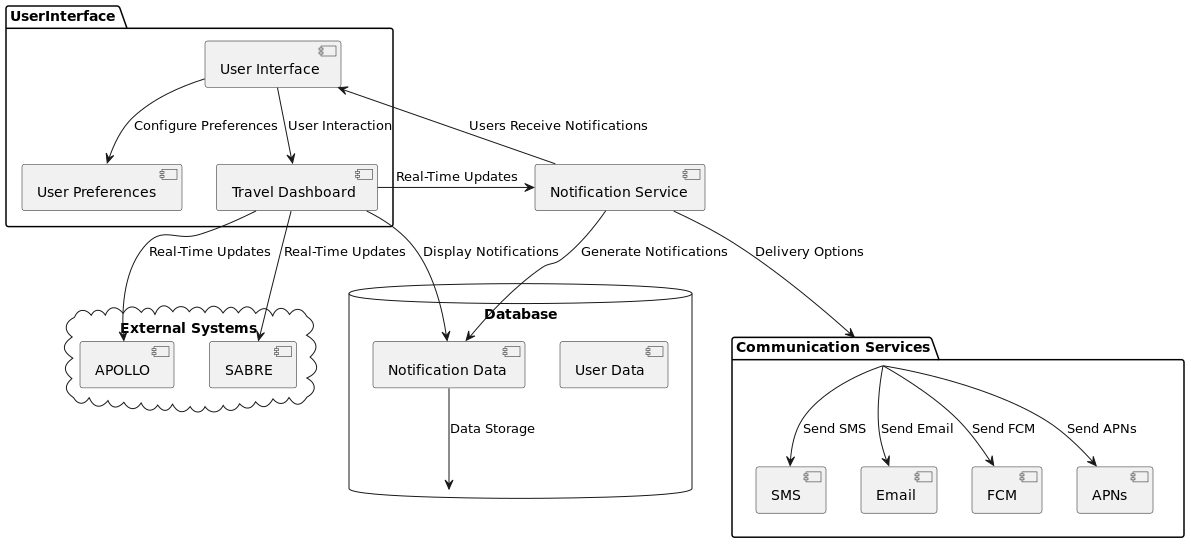 UserInterface
User Interface
Configure Preferences
User Interaction
Users Receive Notifications
User Preferences
Travel Dashboard
Real-Time Updates
Notification Service
Real-Time Updates
Real-Time Updates
Display Notifications
Generate Notifications
Delivery Options
External Systems
APOLLO
SABRE
Database
Notification Data
User Data
Data Storage
Communication Services
Send SMS
Send Email
Send FCM
Send APNs
SMS
Email
FCM
APNs